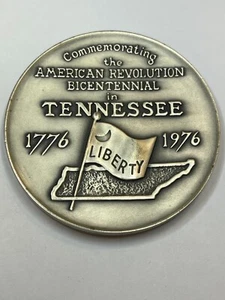 Commemorating
the
AMERICAN REVOLUTION
BICENTENNIAL
in
TENNESSEE
1776 1976
LIBERTY